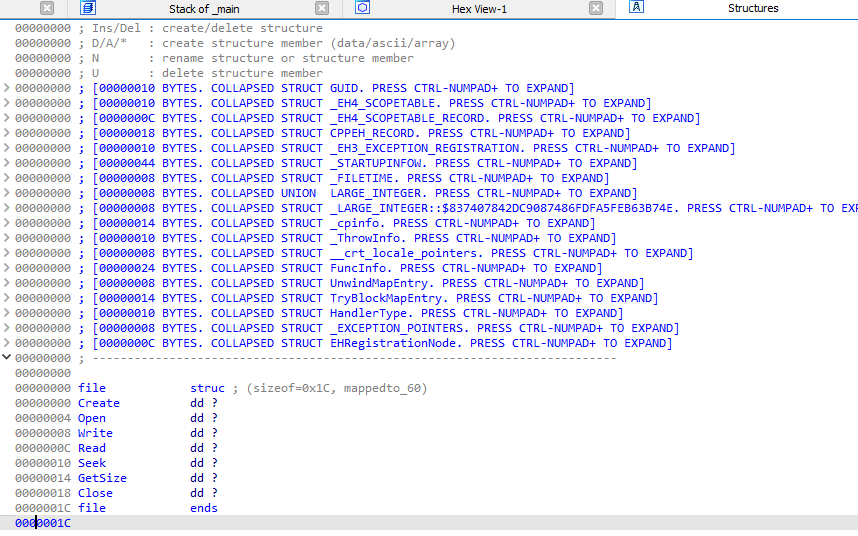 Stack of _main Hex View-1 Structures
00000000 ; Ins/Del : create/delete structure
00000000 ; D/A/* : create structure member (data/ascii/array)
00000000 ; N : rename structure or structure member
00000000 ; U : delete structure member
00000000 ; [00000010 BYTES. COLLAPSED STRUCT GUID. PRESS CTRL-NUMPAD+ TO EXPAND]
00000000 ; [00000010 BYTES. COLLAPSED STRUCT _EH4_SCOPETABLE. PRESS CTRL-NUMPAD+ TO EXPAND]
00000000 ; [0000000C BYTES. COLLAPSED STRUCT _EH4_SCOPETABLE_RECORD. PRESS CTRL-NUMPAD+ TO EXPAND]
00000000 ; [00000018 BYTES. COLLAPSED STRUCT CPPEH_RECORD. PRESS CTRL-NUMPAD+ TO EXPAND]
00000000 ; [00000010 BYTES. COLLAPSED STRUCT _EH3_EXCEPTION_REGISTRATION. PRESS CTRL-NUMPAD+ TO EXPAND]
00000000 ; [00000044 BYTES. COLLAPSED STRUCT _STARTUPINFOW. PRESS CTRL-NUMPAD+ TO EXPAND]
00000000 ; [00000008 BYTES. COLLAPSED STRUCT _FILETIME. PRESS CTRL-NUMPAD+ TO EXPAND]
00000000 ; [00000008 BYTES. COLLAPSED UNION LARGE_INTEGER. PRESS CTRL-NUMPAD+ TO EXPAND]
00000000 ; [00000008 BYTES. COLLAPSED STRUCT _LARGE_INTEGER::$837407842DC9087486FDFA5FEB63B74E. PRESS CTRL-NUMPAD+ TO EXP
00000000 ; [00000014 BYTES. COLLAPSED STRUCT _cpinfo. PRESS CTRL-NUMPAD+ TO EXPAND]
00000000 ; [00000010 BYTES. COLLAPSED STRUCT _ThrowInfo. PRESS CTRL-NUMPAD+ TO EXPAND]
00000000 ; [00000008 BYTES. COLLAPSED STRUCT __crt_locale_pointers. PRESS CTRL-NUMPAD+ TO EXPAND]
00000000 ; [00000024 BYTES. COLLAPSED STRUCT FuncInfo. PRESS CTRL-NUMPAD+ TO EXPAND]
00000000 ; [00000008 BYTES. COLLAPSED STRUCT UnwindMapEntry. PRESS CTRL-NUMPAD+ TO EXPAND]
00000000 ; [00000014 BYTES. COLLAPSED STRUCT TryBlockMapEntry. PRESS CTRL-NUMPAD+ TO EXPAND]
00000000 ; [00000010 BYTES. COLLAPSED STRUCT HandlerType. PRESS CTRL-NUMPAD+ TO EXPAND]
00000000 ; [00000008 BYTES. COLLAPSED STRUCT _EXCEPTION_POINTERS. PRESS CTRL-NUMPAD+ TO EXPAND]
00000000 ; [0000000C BYTES. COLLAPSED STRUCT EHRegistrationNode. PRESS CTRL-NUMPAD+ TO EXPAND]
00000000 ; ---------------------------------------------------------------------------
00000000
00000000 file struc ; (sizeof=0x1C, mappedto_60)
00000000 Create dd ?
00000004 Open dd ?
00000008 Write dd ?
0000000C Read dd ?
00000010 Seek dd ?
00000014 GetSize dd ?
00000018 Close dd ?
0000001C file ends
0000001C